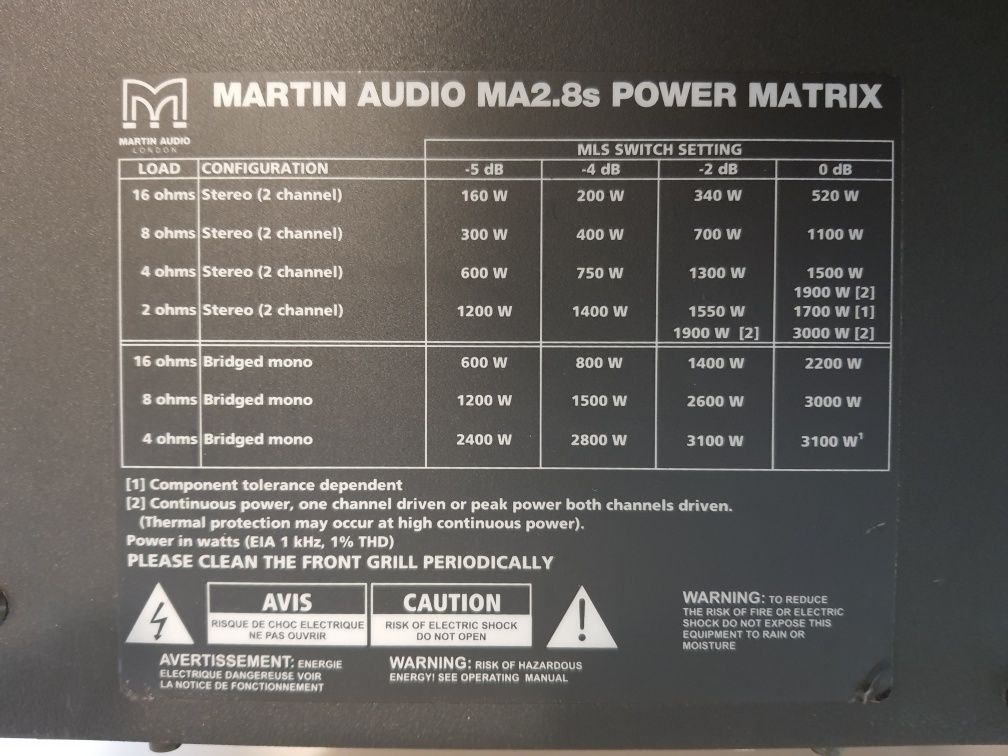 MARTIN AUDIO
LONDON
MARTIN AUDIO MA2.8s POWER MATRIX
MLS SWITCH SETTING
LOAD CONFIGURATION -5 dB -4 dB -2 dB 0 dB
16 ohms Stereo (2 channel) 160 W 200 W 340 W 520 W
8 ohms Stereo (2 channel) 300 W 400 W 700 W 1100 W
4 ohms Stereo (2 channel) 600 W 750 W 1300 W 1500 W
1900 W [2]
2 ohms Stereo (2 channel) 1200 W 1400 W 1550 W 1700 W [1]
1900 W [2] 3000 W [2]
16 ohms Bridged mono 600 W 800 W 1400 W 2200 W
8 ohms Bridged mono 1200 W 1500 W 2600 W 3000 W
4 ohms Bridged mono 2400 W 2800 W 3100 W 3100 W¹
[1] Component tolerance dependent
[2] Continuous power, one channel driven or peak power both channels driven.
(Thermal protection may occur at high continuous power).
Power in watts (EIA 1 kHz, 1% THD)
PLEASE CLEAN THE FRONT GRILL PERIODICALLY
AVIS
RISQUE DE CHOC ELECTRIQUE
NE PAS OUVRIR
CAUTION
RISK OF ELECTRIC SHOCK
DO NOT OPEN
WARNING: TO REDUCE
THE RISK OF FIRE OR ELECTRIC
SHOCK DO NOT EXPOSE THIS
EQUIPMENT TO RAIN OR
MOISTURE
AVERTISSEMENT: ENERGIE
ELECTRIQUE DANGEREUSE VOIR
LA NOTICE DE FONCTIONNEMENT
WARNING: RISK OF HAZARDOUS
ENERGY! SEE OPERATING MANUAL